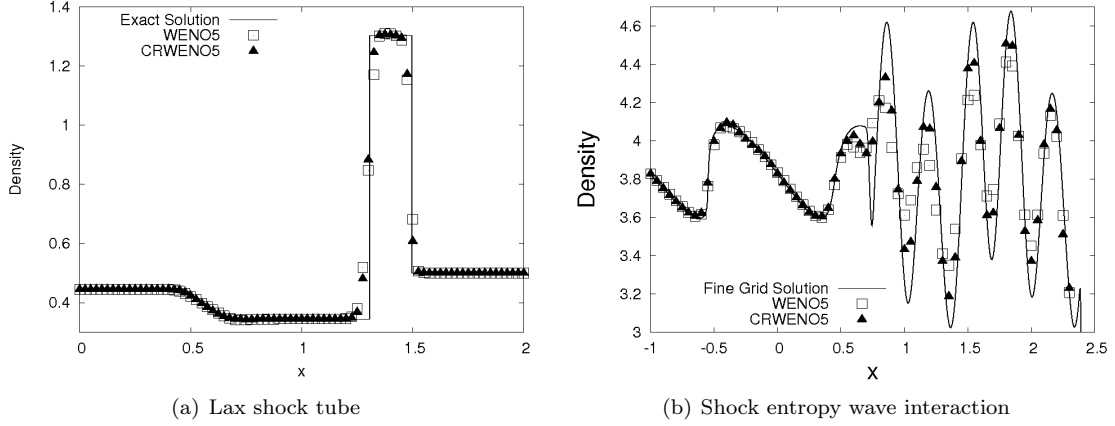 Exact Solution
WENO5
CRWENO5
1.4
1.2
1
0.8
0.6
0.4
Density
0
0.5
1
1.5
2
x
(a) Lax shock tube
4.6
4.4
4.2
4
3.8
3.6
3.4
3.2
3
Density
Fine Grid Solution
WENO5
CRWENO5
-1
-0.5
0
0.5
1
1.5
2
2.5
x
(b) Shock entropy wave interaction